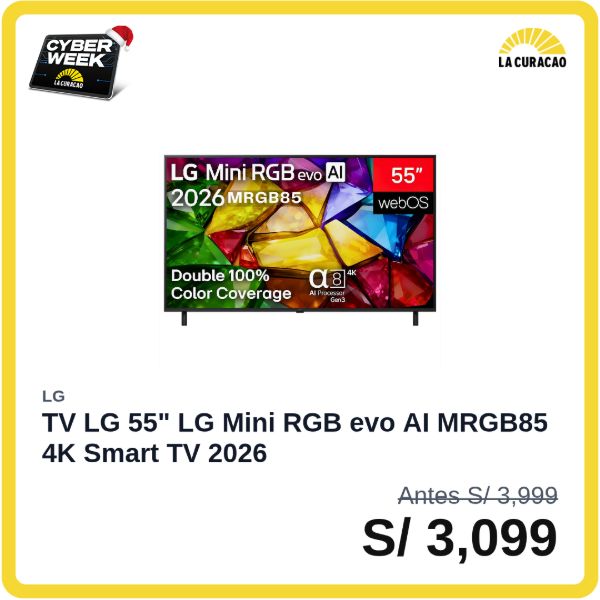 CYBER
WEEK
LA CURACAO
LA CURACAO
LG Mini RGB evo AI
55"
2026 MRGB85
webOS
Double 100%
Color Coverage
α 8 4K
AI Processor
Gen3
LG
TV LG 55" LG Mini RGB evo AI MRGB85
4K Smart TV 2026
Antes S/ 3,999
S/ 3,099